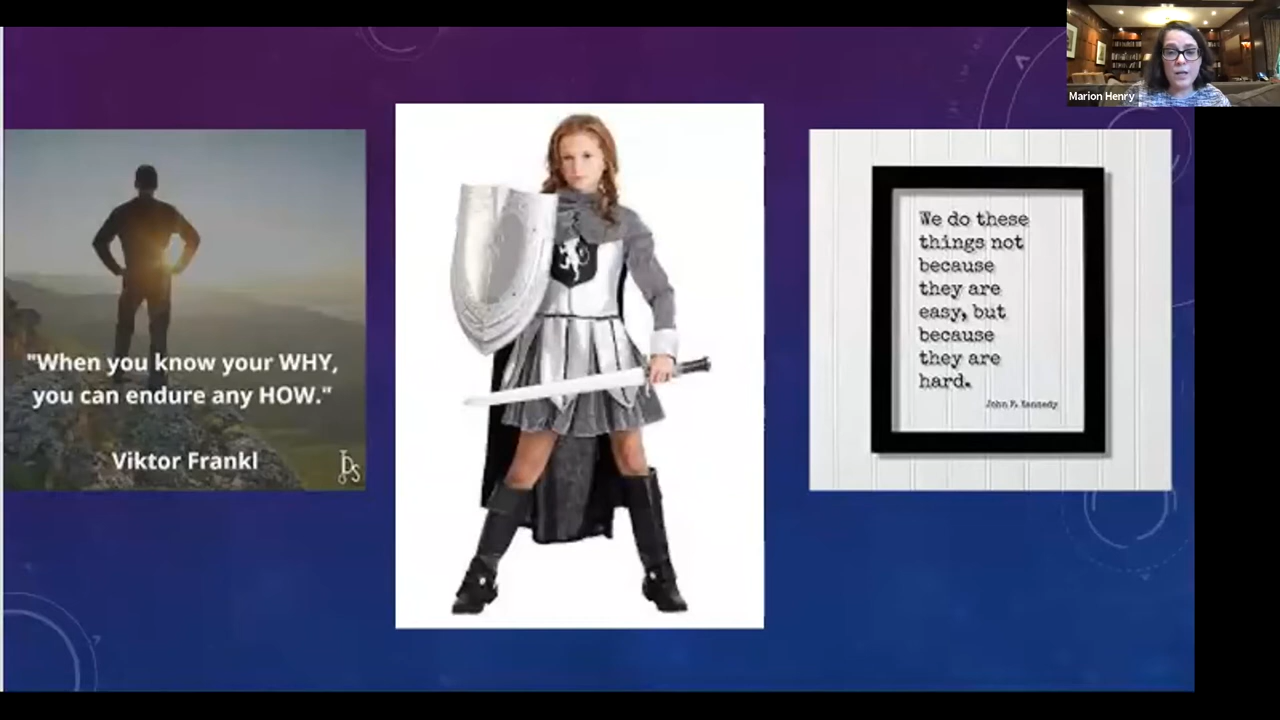 Marion Henry
"When you know your WHY,
you can endure any HOW."
Viktor Frankl
We do these
things not
because
they are
easy, but
because
they are
hard.
John F. Kennedy